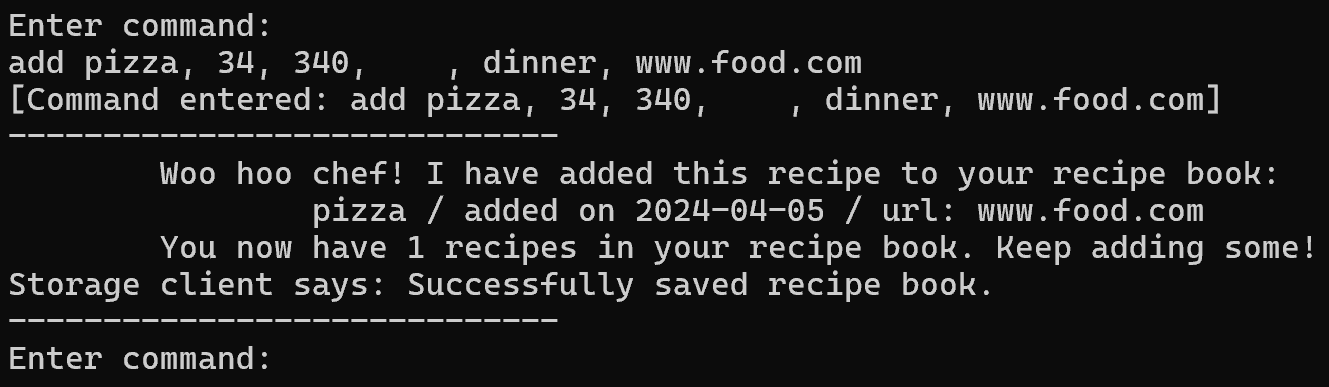 Enter command:
add pizza, 34, 340,    , dinner, www.food.com
[Command entered: add pizza, 34, 340,    , dinner, www.food.com]
-----------------------------
        Woo hoo chef! I have added this recipe to your recipe book:
                pizza / added on 2024-04-05 / url: www.food.com
        You now have 1 recipes in your recipe book. Keep adding some!
Storage client says: Successfully saved recipe book.
-----------------------------
Enter command: